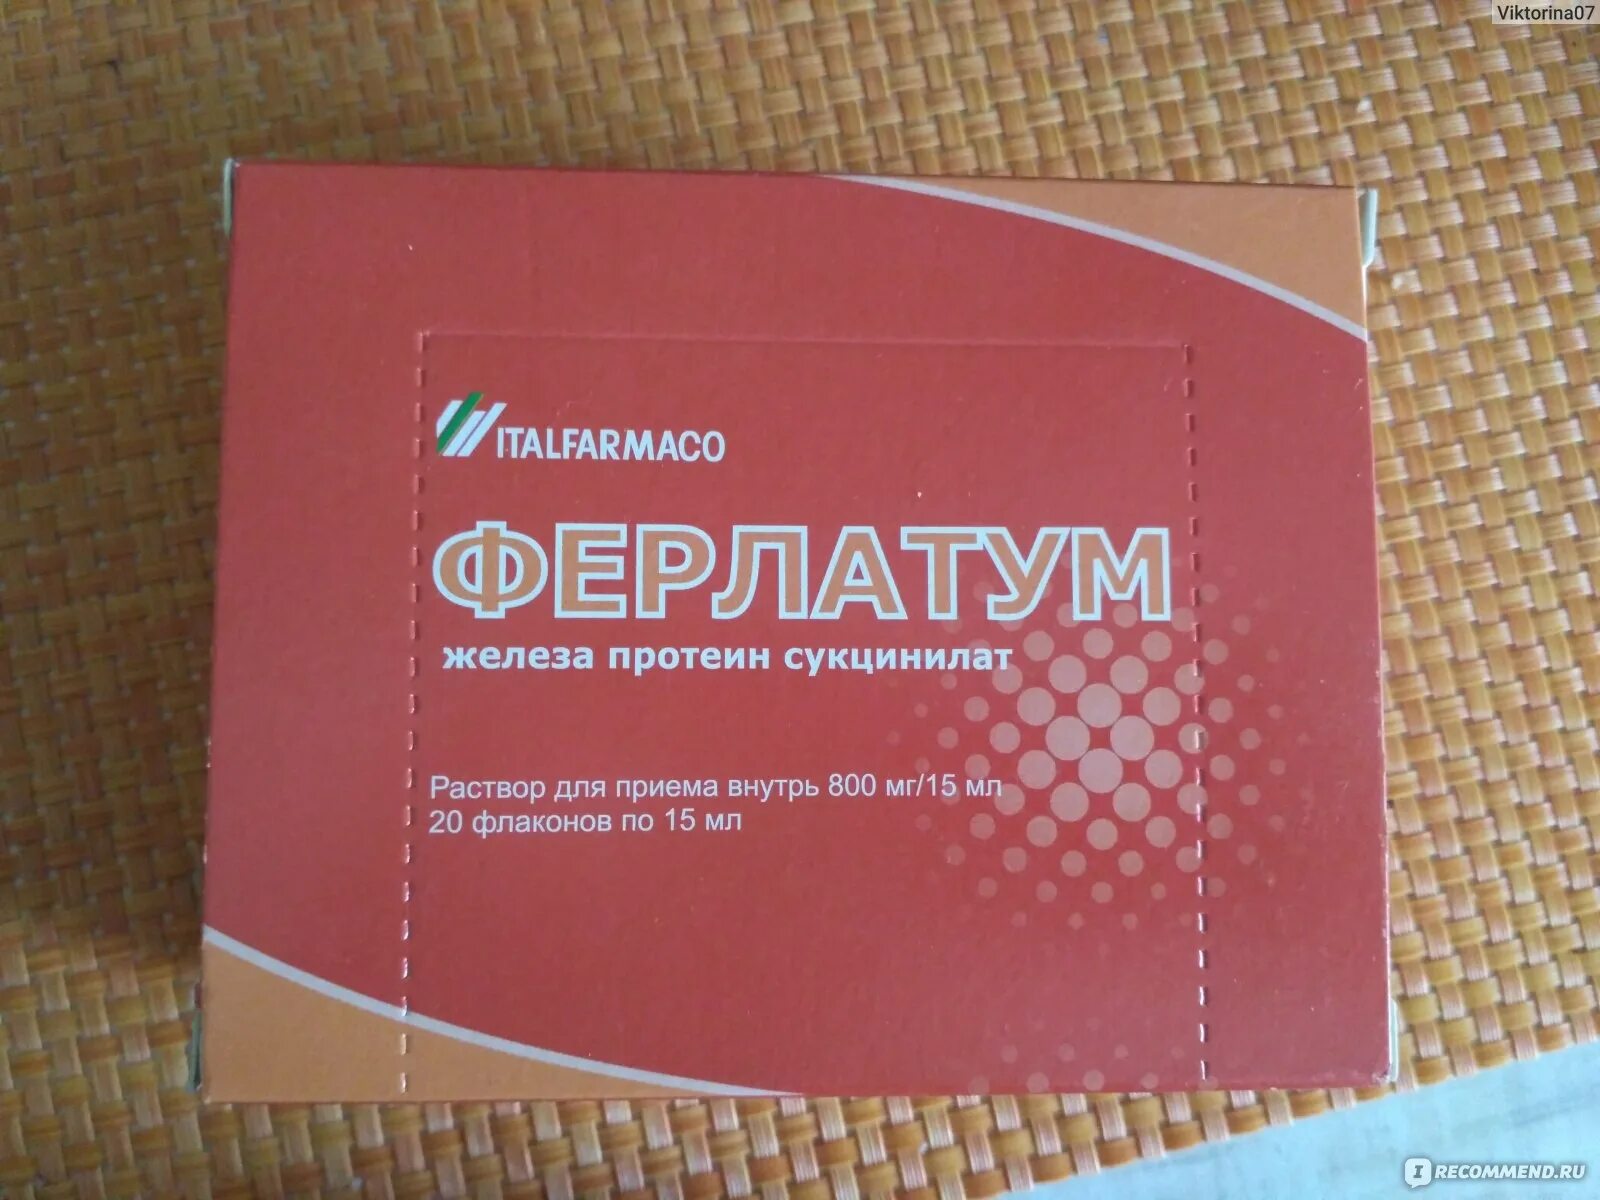 Viktorina07
ITALFARMACO
ФЕРЛАТУМ
железа протеин сукцинилат
Раствор для приема внутрь 800 мг/15 мл
20 флаконов по 15 мл
I RECOMMEND.RU